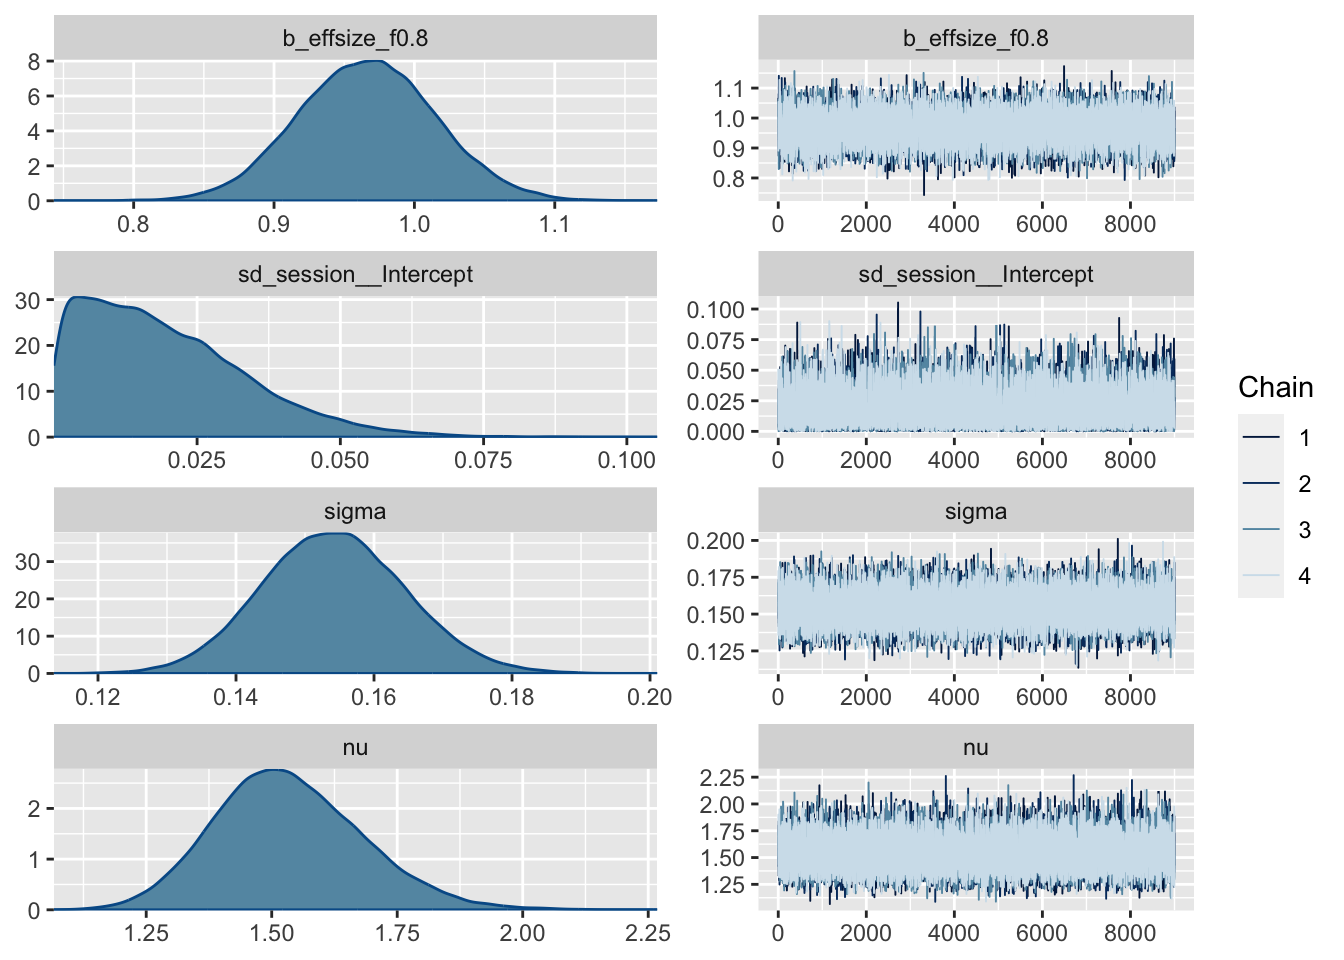 b_effsize_f0.8
8
6
4
2
0
0.8 0.9 1.0 1.1
b_effsize_f0.8
1.1
1.0
0.9
0.8
0 2000 4000 6000 8000
sd_session__Intercept
30
20
10
0
0.025 0.050 0.075 0.100
sd_session__Intercept
0.100
0.075
0.050
0.025
0.000
0 2000 4000 6000 8000
sigma
30
20
10
0
0.12 0.14 0.16 0.18 0.20
sigma
0.200
0.175
0.150
0.125
0 2000 4000 6000 8000
nu
2
1
0
1.25 1.50 1.75 2.00 2.25
nu
2.25
2.00
1.75
1.50
1.25
0 2000 4000 6000 8000
Chain
1
2
3
4